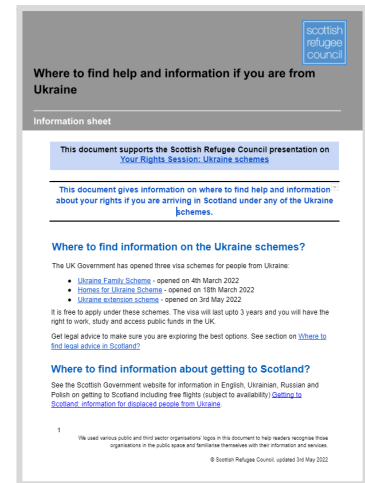 scottish
refugee
council
Where to find help and information if you are from
Ukraine
Information sheet
This document supports the Scottish Refugee Council presentation on
Your Rights Session: Ukraine schemes
This document gives information on where to find help and information
about your rights if you are arriving in Scotland under any of the Ukraine
schemes.
Where to find information on the Ukraine schemes?
The UK Government has opened three visa schemes for people from Ukraine:
• Ukraine Family Scheme - opened on 4th March 2022
• Homes for Ukraine Scheme - opened on 18th March 2022
• Ukraine extension scheme - opened on 3rd May 2022
It is free to apply under these schemes. The visa will last upto 3 years and you will have the
right to work, study and access public funds in the UK.
Get legal advice to make sure you are exploring the best options. See section on Where to
find legal advice in Scotland?
Where to find information about getting to Scotland?
See the Scottish Government website for information in English, Ukrainian, Russian and
Polish on getting to Scotland including free flights (subject to availability) Getting to
Scotland: information for displaced people from Ukraine.
1
We used various public and third sector organisations' logos in this document to help readers recognise those
organisations in the public space and familiarise themselves with their information and services.
© Scottish Refugee Council, updated 3rd May 2022